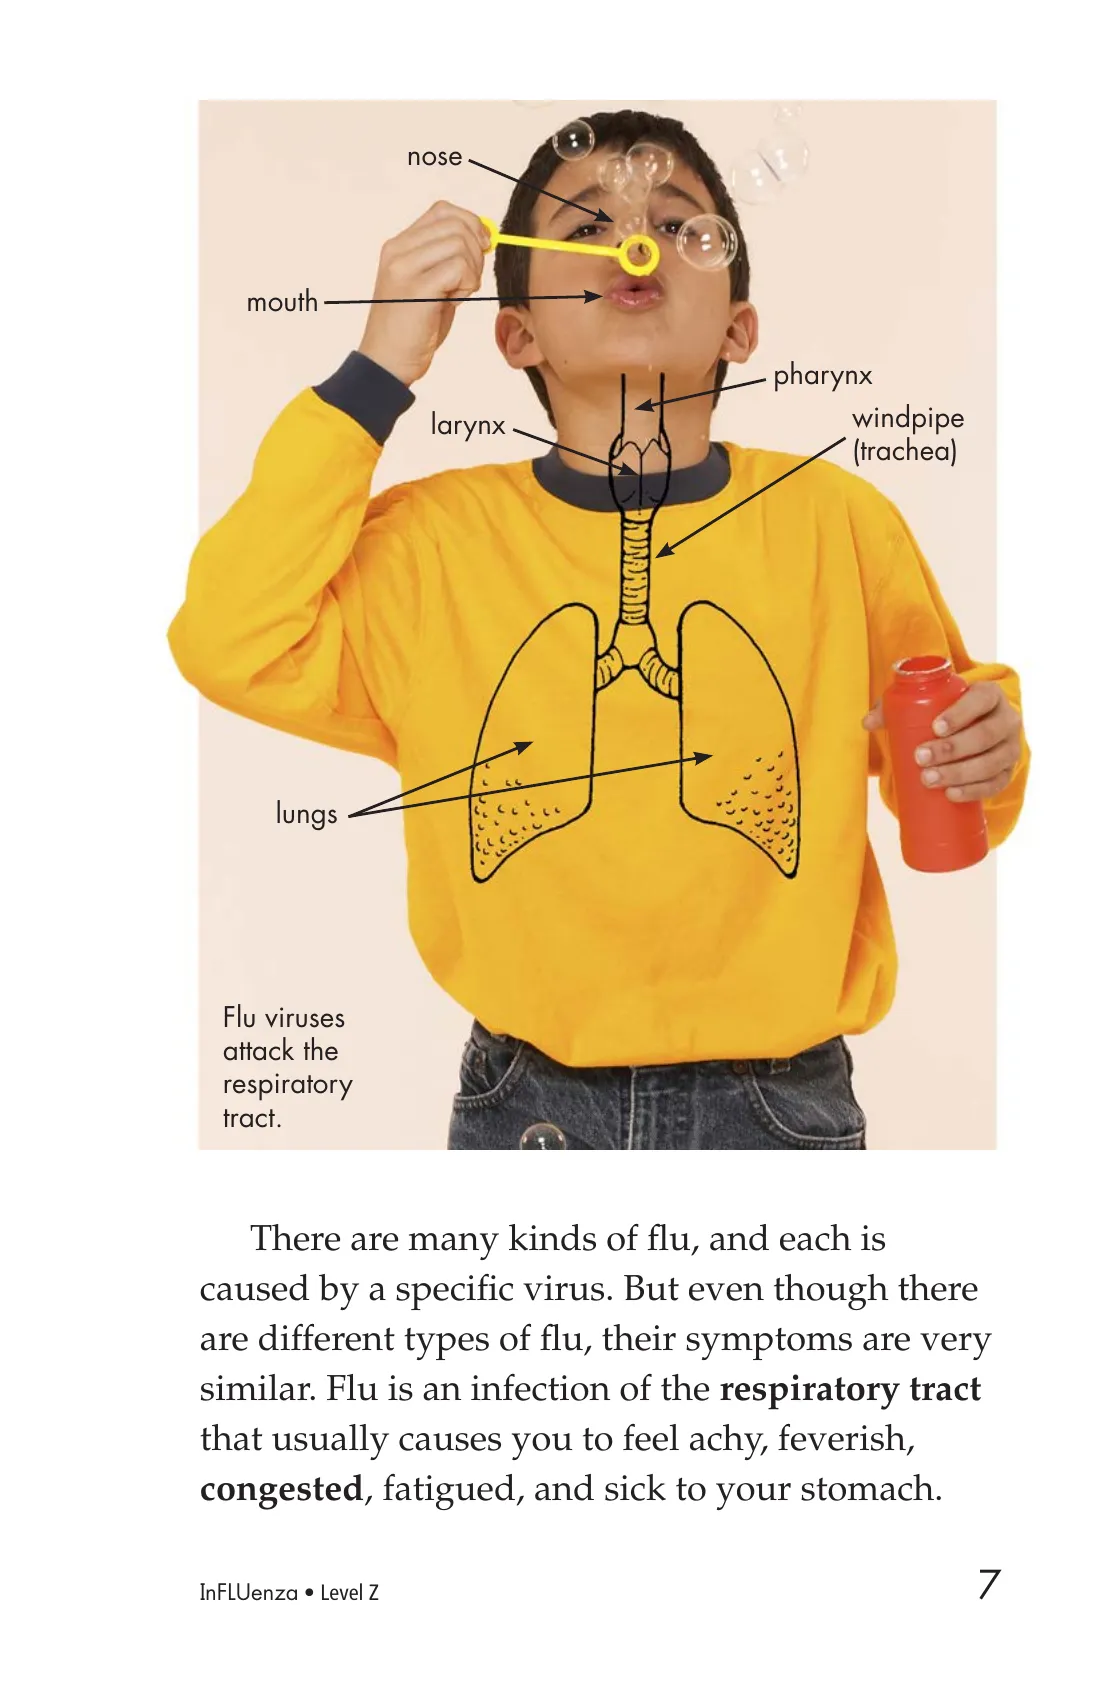 nose
mouth
pharynx
larynx
windpipe
(trachea)
lungs
Flu viruses
attack the
respiratory
tract.
There are many kinds of flu, and each is
caused by a specific virus. But even though there
are different types of flu, their symptoms are very
similar. Flu is an infection of the respiratory tract
that usually causes you to feel achy, feverish,
congested, fatigued, and sick to your stomach.
InFLUenza • Level Z
7